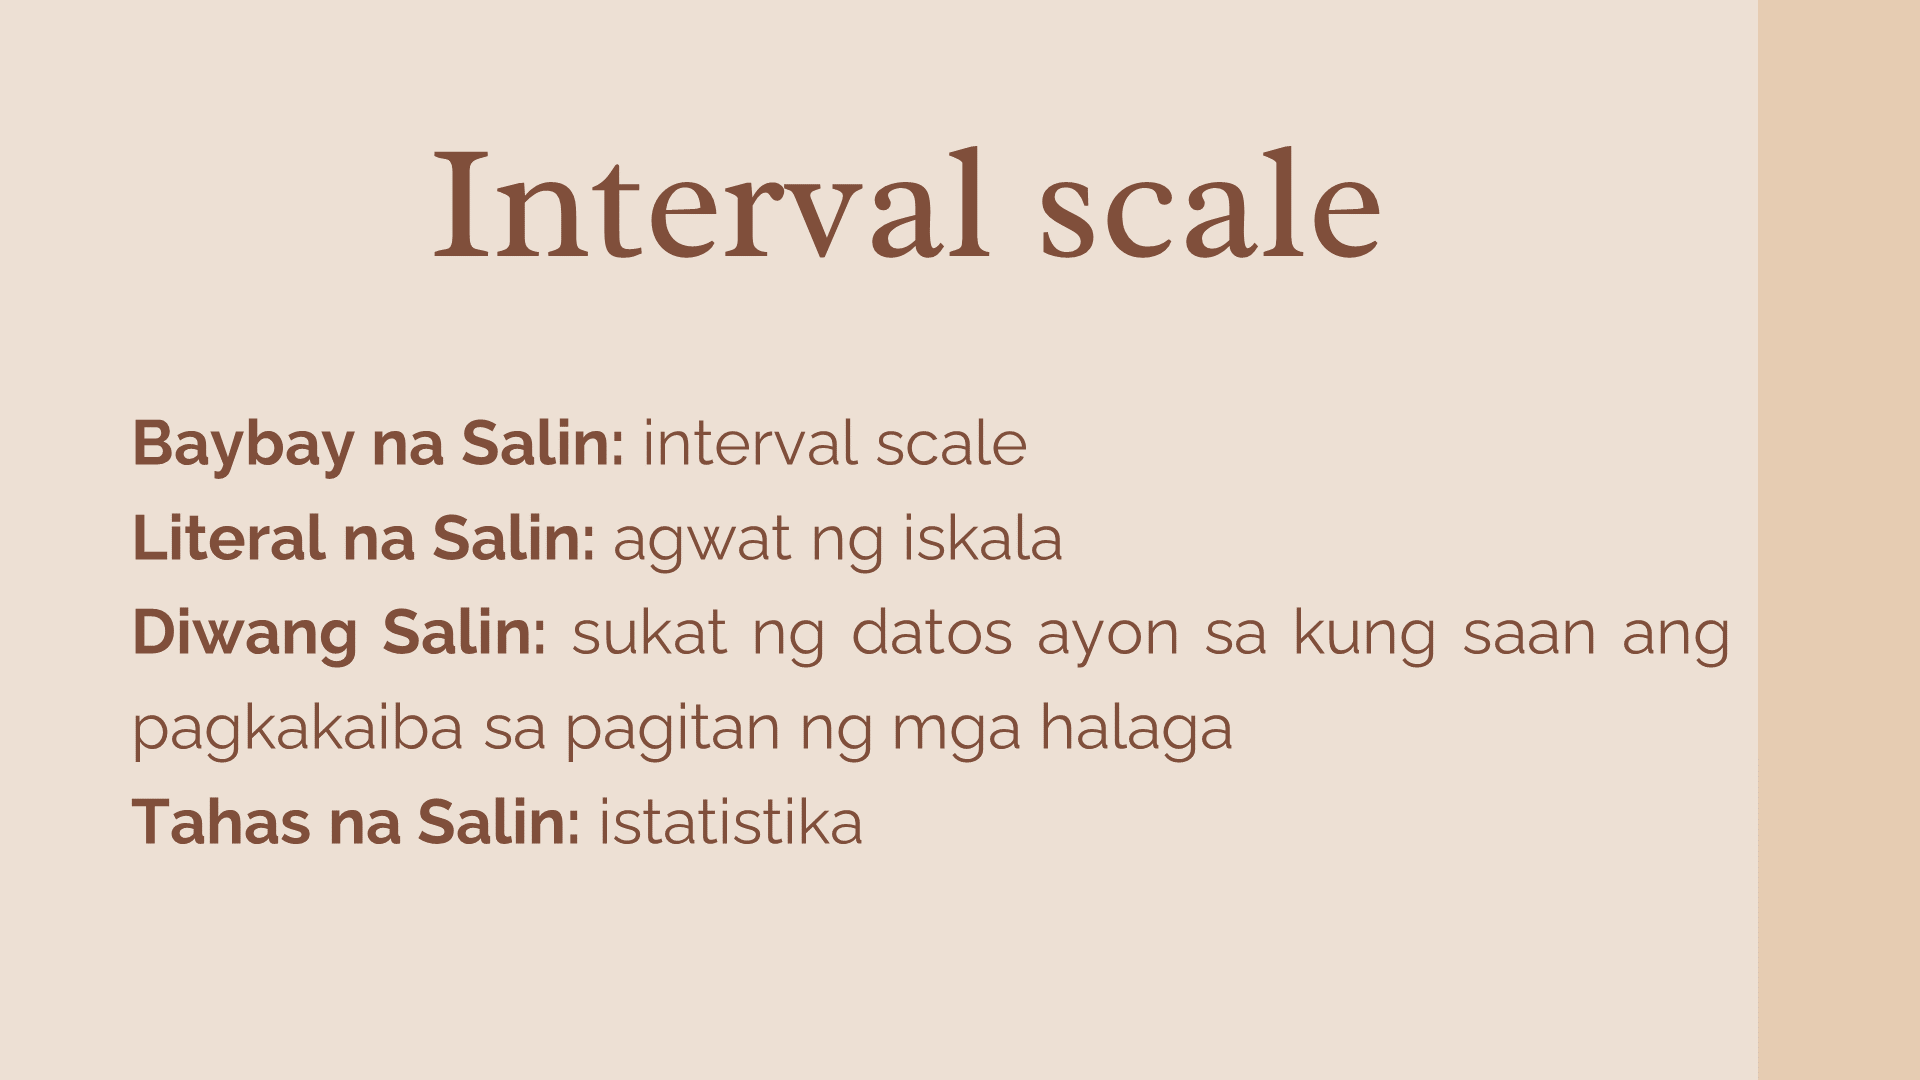 Interval scale
Baybay na Salin: interval scale
Literal na Salin: agwat ng iskala
Diwang Salin: sukat ng datos ayon sa kung saan ang
pagkakaiba sa pagitan ng mga halaga
Tahas na Salin: istatistika